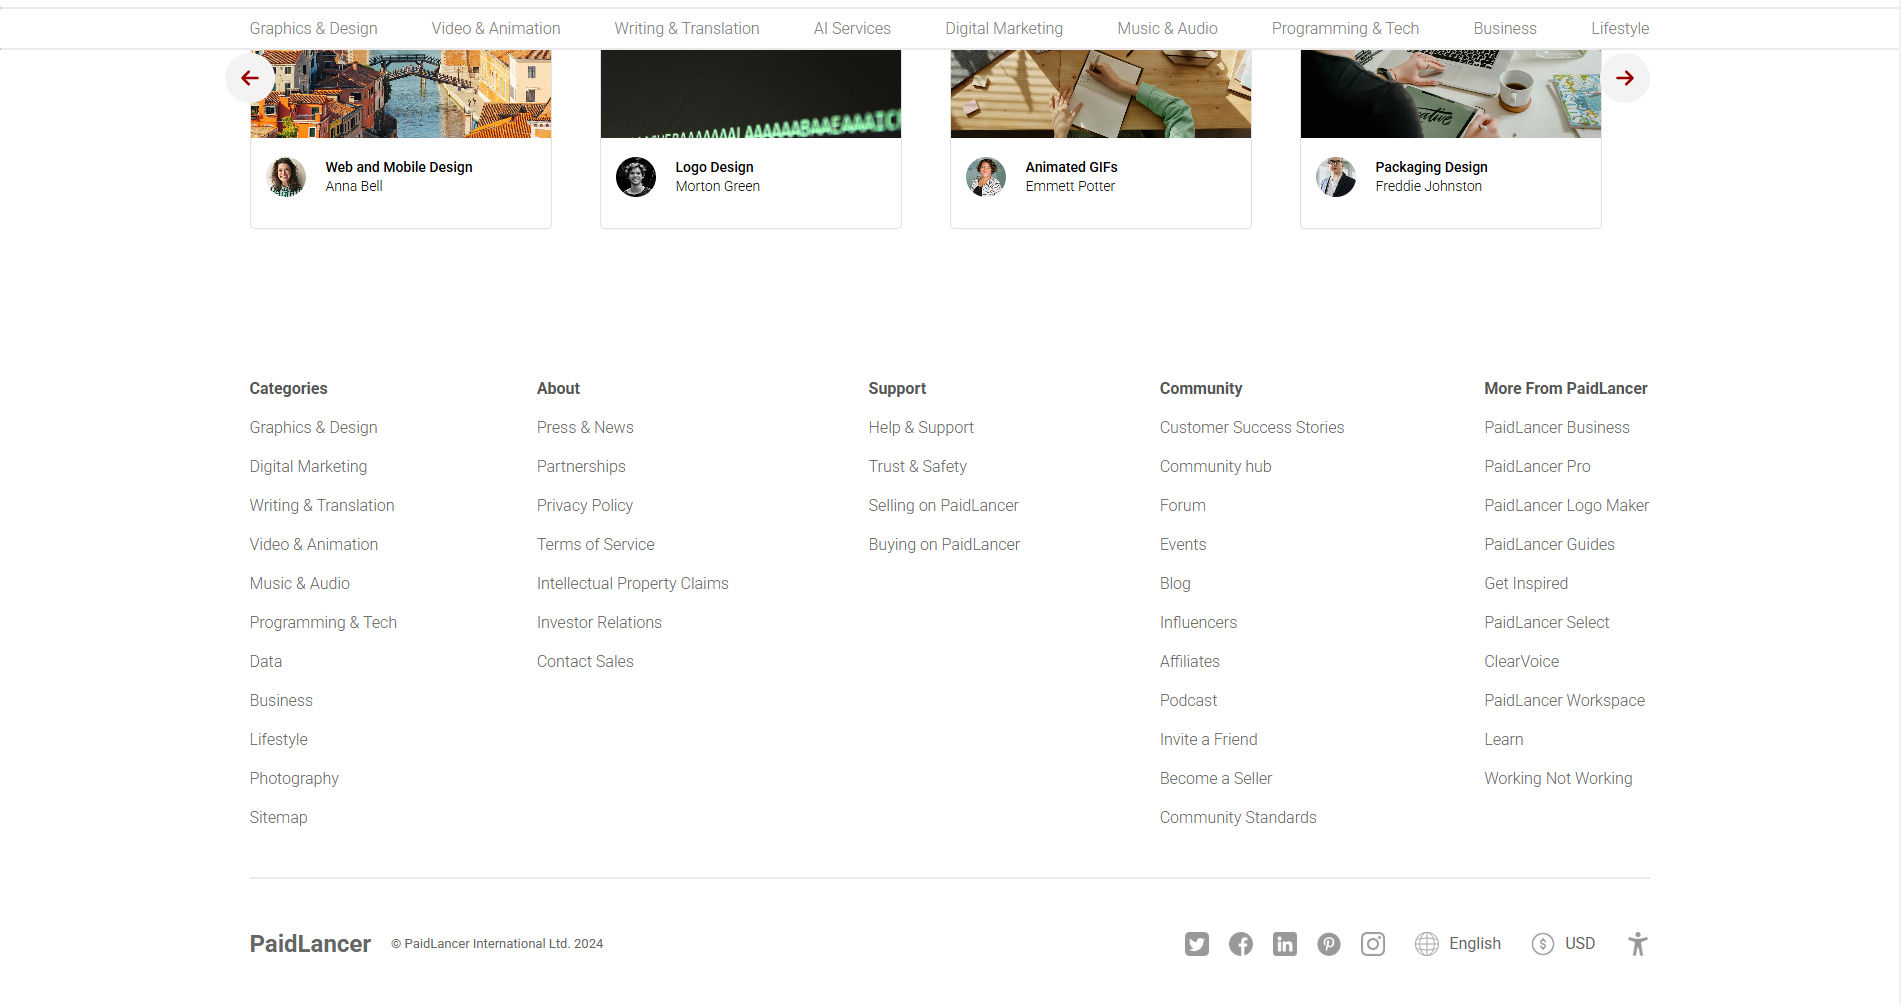 Graphics & Design Video & Animation Writing & Translation AI Services Digital Marketing Music & Audio Programming & Tech Business Lifestyle
Web and Mobile Design
Anna Bell
Logo Design
Morton Green
Animated GIFs
Emmett Potter
Packaging Design
Freddie Johnston
Categories
Graphics & Design
Digital Marketing
Writing & Translation
Video & Animation
Music & Audio
Programming & Tech
Data
Business
Lifestyle
Photography
Sitemap
About
Press & News
Partnerships
Privacy Policy
Terms of Service
Intellectual Property Claims
Investor Relations
Contact Sales
Support
Help & Support
Trust & Safety
Selling on PaidLancer
Buying on PaidLancer
Community
Customer Success Stories
Community hub
Forum
Events
Blog
Influencers
Affiliates
Podcast
Invite a Friend
Become a Seller
Community Standards
More From PaidLancer
PaidLancer Business
PaidLancer Pro
PaidLancer Logo Maker
PaidLancer Guides
Get Inspired
PaidLancer Select
ClearVoice
PaidLancer Workspace
Learn
Working Not Working
PaidLancer © PaidLancer International Ltd. 2024 English $ USD